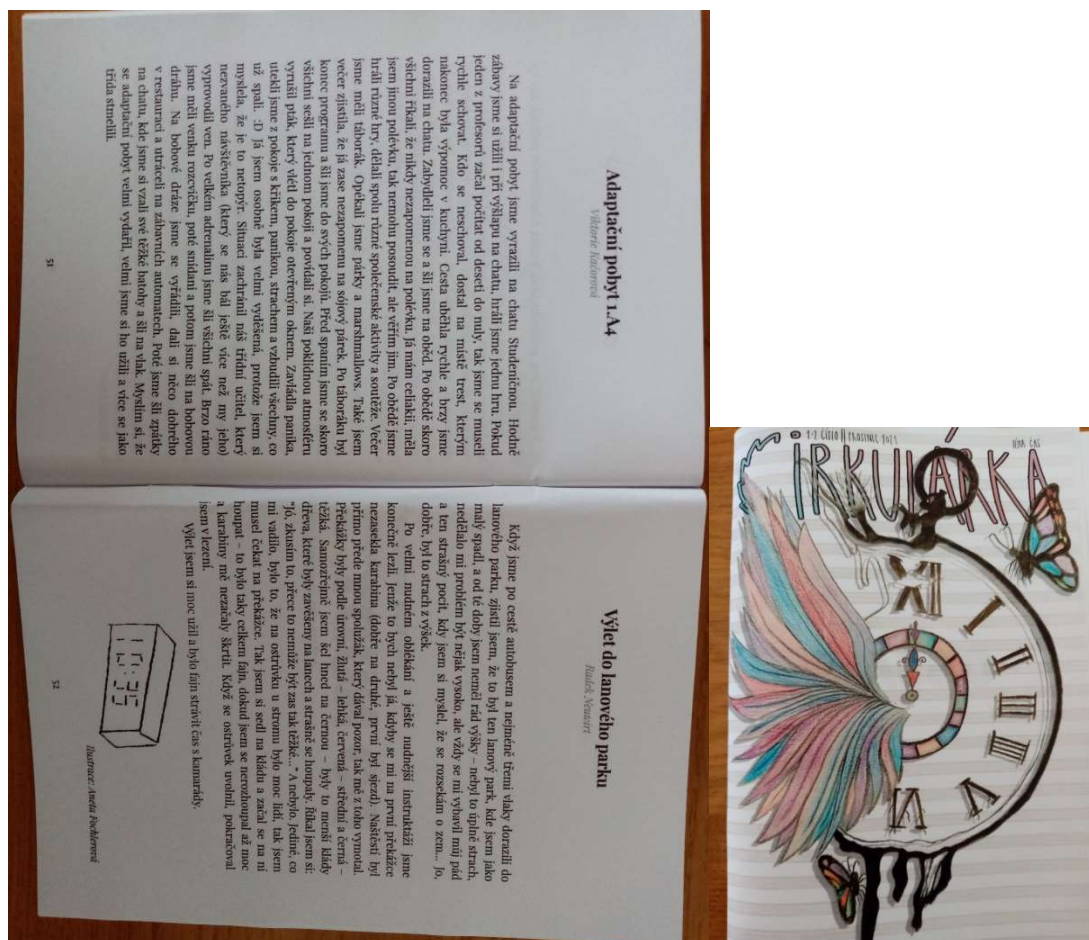 Adaptační pobyt 1.A4
Viktorie Kačorová
Na adaptační pobyt jsme vyrazili na chatu Studeničnou. Hodně
zábavy jsme si užili i při výšlapu na chatu, hráli jsme jednu hru. Pokud
jeden z profesorů začal počítat od deseti do nuly, tak jsme se museli
rychle schovat. Kdo se neschoval, dostal na místě trest, kterým
nakonec byla výpomoc v kuchyni. Cesta uběhla rychle a brzy jsme
dorazili na chatu. Zabydleli jsme se a šli jsme na oběd. Po obědě skoro
všichni říkali, že nikdy nezapomenou na polévku. Já mám celiakii, měla
jsem jinou polévku, tak nemohu posoudit, ale věřím jim. Po obědě jsme
hráli různé hry, dělali spolu různé společenské aktivity a soutěže. Večer
jsme měli táborák. Opékali jsme párky a marshmallows. Také jsem
večer zjistila, že já zase nezapomenu na sójový párek. Po táboráku byl
konec programu a šli jsme do svých pokojů. Před spaním jsme se skoro
všichni sešli na jednom pokoji a povídali si. Naši poklidnou atmosféru
vyrušil pták, který vlétl do pokoje otevřeným oknem. Zavládla panika,
utekli jsme z pokoje s křikem, panikou, strachem a vzbudili všechny, co
už spali. :D Já jsem osobně byla velmi vyděšená, protože jsem si
myslela, že je to netopýr. Situaci zachránil náš třídní učitel, který
nezvaného návštěvníka (který se nás bál ještě více než my jeho)
vyprovodil ven. Po velkém adrenalinu jsme šli všichni spát. Brzo ráno
jsme měli venku rozcvičku, poté snídani a potom jsme šli na bobovou
dráhu. Na bobové dráze jsme se vyřádili, dali si něco dobrého
v restauraci a utráceli na zábavních automatech. Poté jsme šli zpátky
na chatu, kde jsme si vzali své těžké batohy a šli na vlak. Myslím si, že
se adaptační pobyt velmi vydařil, velmi jsme si ho užili a více se jako
třída stmelili.
51
Výlet do lanového parku
Radek Neuwirt
Když jsme po cestě autobusem a nejméně třemi vlaky dorazili do
lanového parku, zjistil jsem, že to byl ten lanový park, kde jsem jako
malý spadl, a od té doby jsem neměl rád výšky – nebyl to úplně strach,
nedělalo mi problém být nějak vysoko, ale vždy se mi vybavil můj pád
a ten strašný pocit, kdy jsem si myslel, že se rozsekám o zem... Jo,
dobře, byl to strach z výšek.
Po velmi nudném oblékání a ještě nudnější instruktáži jsme
konečně lezli. Jenže to bych nebyl já, kdyby se mi na první překážce
nezasekla karabina (dobře na druhé, první byl sjezd). Naštěstí byl
přímo přede mnou spolužák, který dával pozor, tak mě z toho vymotal.
Překážky byly podle úrovní, žlutá – lehká, červená – střední a černá –
těžká. Samozřejmě jsem šel hned na černou – byly to menší klády
dřeva, které byly zavěšeny na lanech a strašně se houpaly. Říkal jsem si:
"Jó, zkusím to, přece to nemůže být zas tak těžké... " A nebylo. Jediné, co
mi vadilo, bylo to, že na ostrůvku u stromu bylo moc lidí, tak jsem
musel čekat na překážce. Tak jsem si sedl na kládu a začal se na ní
houpat – to bylo taky celkem fajn, dokud jsem se nerozhoupal až moc
a karabiny mě nezačaly škrtit. Když se ostrůvek uvolnil, pokračoval
jsem v lezení.
Výlet jsem si moc užil a bylo fajn strávit čas s kamarády.
Ilustrace: Aneta Pochlerová
52
1-2 ČÍSLO || PROSINEC 2021
TÉMA ČAS
IRKULÁRKA
XII
I
II
III
IIII
V
VI